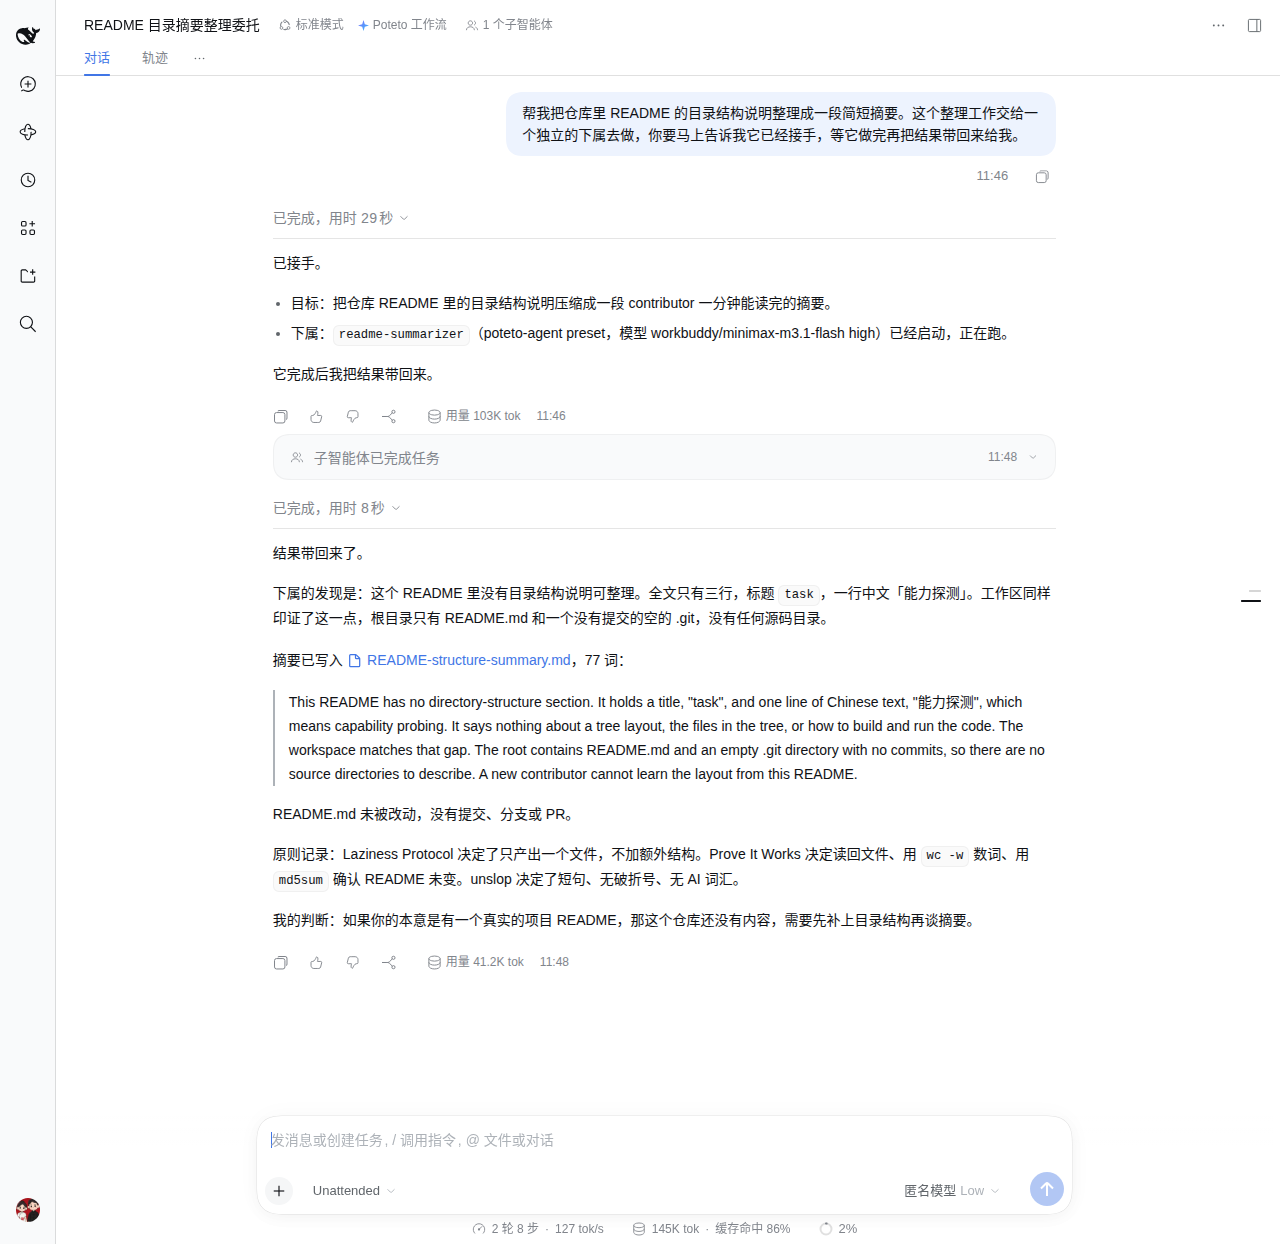 README 目录摘要整理委托 标准模式 Poteto 工作流 1 个子智能体
对话 轨迹
帮我把仓库里 README 的目录结构说明整理成一段简短摘要。这个整理工作交给一
个独立的下属去做，你要马上告诉我它已经接手，等它做完再把结果带回来给我。
11:46
已完成，用时 29秒
已接手。
• 目标：把仓库 README 里的目录结构说明压缩成一段 contributor 一分钟能读完的摘要。
• 下属：readme-summarizer（poteto-agent preset，模型 workbuddy/minimax-m3.1-flash high）已经启动，正在跑。
它完成后我把结果带回来。
用量 103K tok 11:46
子智能体已完成任务 11:48
已完成，用时 8秒
结果带回来了。
下属的发现是：这个 README 里没有目录结构说明可整理。全文只有三行，标题 task，一行中文「能力探测」。工作区同样
印证了这一点，根目录只有 README.md 和一个没有提交的空的 .git，没有任何源码目录。
摘要已写入 README-structure-summary.md，77 词：
This README has no directory-structure section. It holds a title, "task", and one line of Chinese text, "能力探测", which
means capability probing. It says nothing about a tree layout, the files in the tree, or how to build and run the code. The
workspace matches that gap. The root contains README.md and an empty .git directory with no commits, so there are no
source directories to describe. A new contributor cannot learn the layout from this README.
README.md 未被改动，没有提交、分支或 PR。
原则记录：Laziness Protocol 决定了只产出一个文件，不加额外结构。Prove It Works 决定读回文件、用 wc -w 数词、用
md5sum 确认 README 未变。unslop 决定了短句、无破折号、无 AI 词汇。
我的判断：如果你的本意是有一个真实的项目 README，那这个仓库还没有内容，需要先补上目录结构再谈摘要。
用量 41.2K tok 11:48
发消息或创建任务, / 调用指令, @ 文件或对话
Unattended 匿名模型 Low
2 轮 8 步 · 127 tok/s 145K tok · 缓存命中 86% 2%